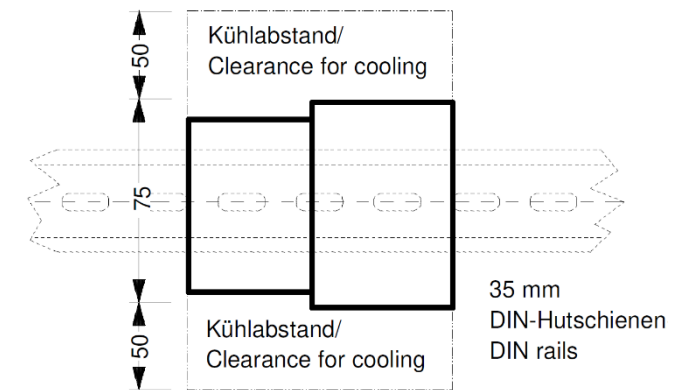 50
Kühlabstand/
Clearance for cooling
75
50
Kühlabstand/
Clearance for cooling
35 mm
DIN-Hutschienen
DIN rails